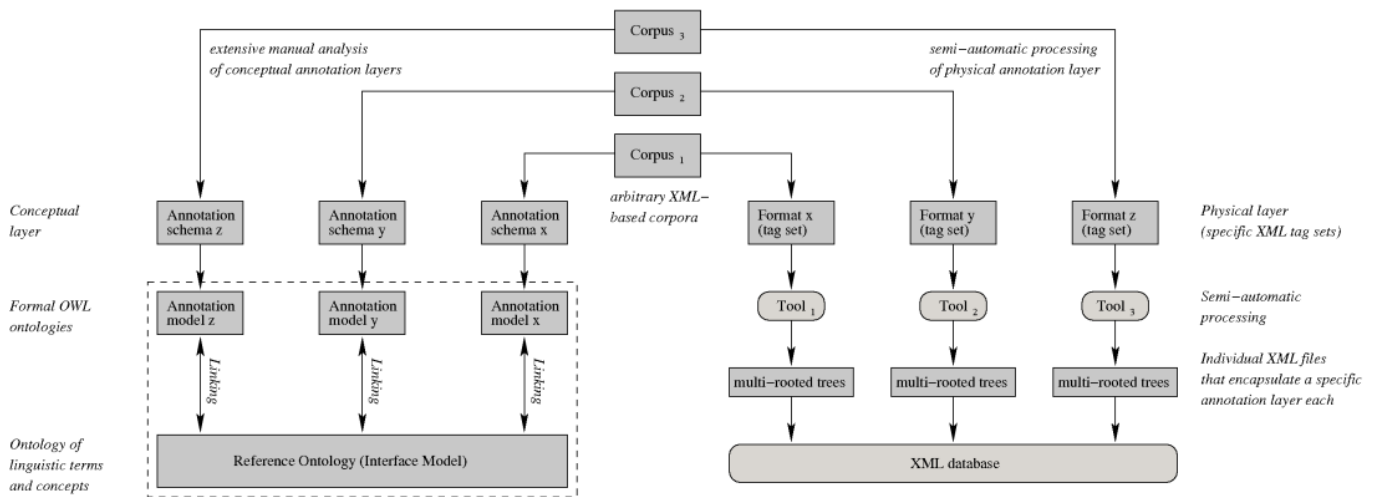 Corpus 3
extensive manual analysis
of conceptual annotation layers
semi−automatic processing
of physical annotation layer
Corpus 2
Corpus 1
arbitrary XML−
based corpora
Conceptual
layer
Annotation
schema z
Annotation
schema y
Annotation
schema x
Format x
(tag set)
Format y
(tag set)
Format z
(tag set)
Physical layer
(specific XML tag sets)
Formal OWL
ontologies
Annotation
model z
Annotation
model y
Annotation
model x
Tool 1
Tool 2
Tool 3
Semi−automatic
processing
Linking
Linking
Linking
multi−rooted trees
multi−rooted trees
multi−rooted trees
Individual XML files
that encapsulate a specific
annotation layer each
Ontology of
linguistic terms
and concepts
Reference Ontology (Interface Model)
XML database